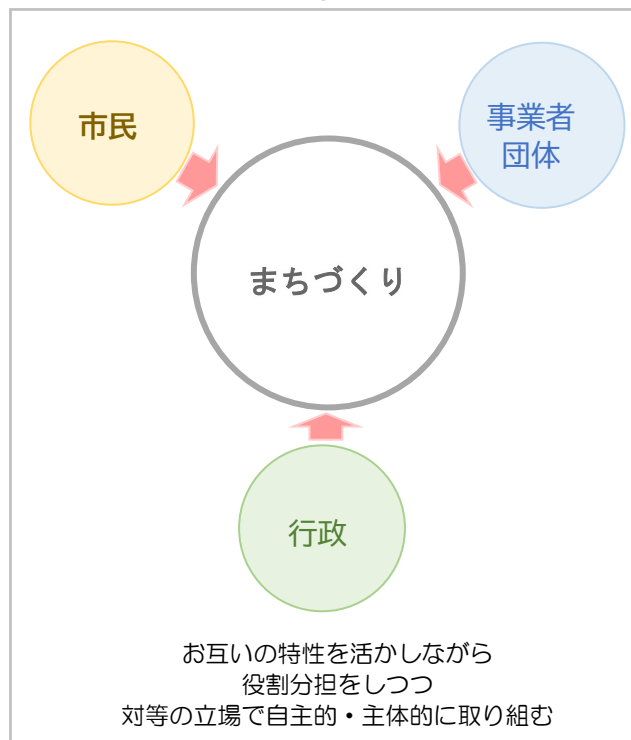 市民
事業者
団体
まちづくり
行政
お互いの特性を活かしながら
役割分担をしつつ
対等の立場で自主的・主体的に取り組む